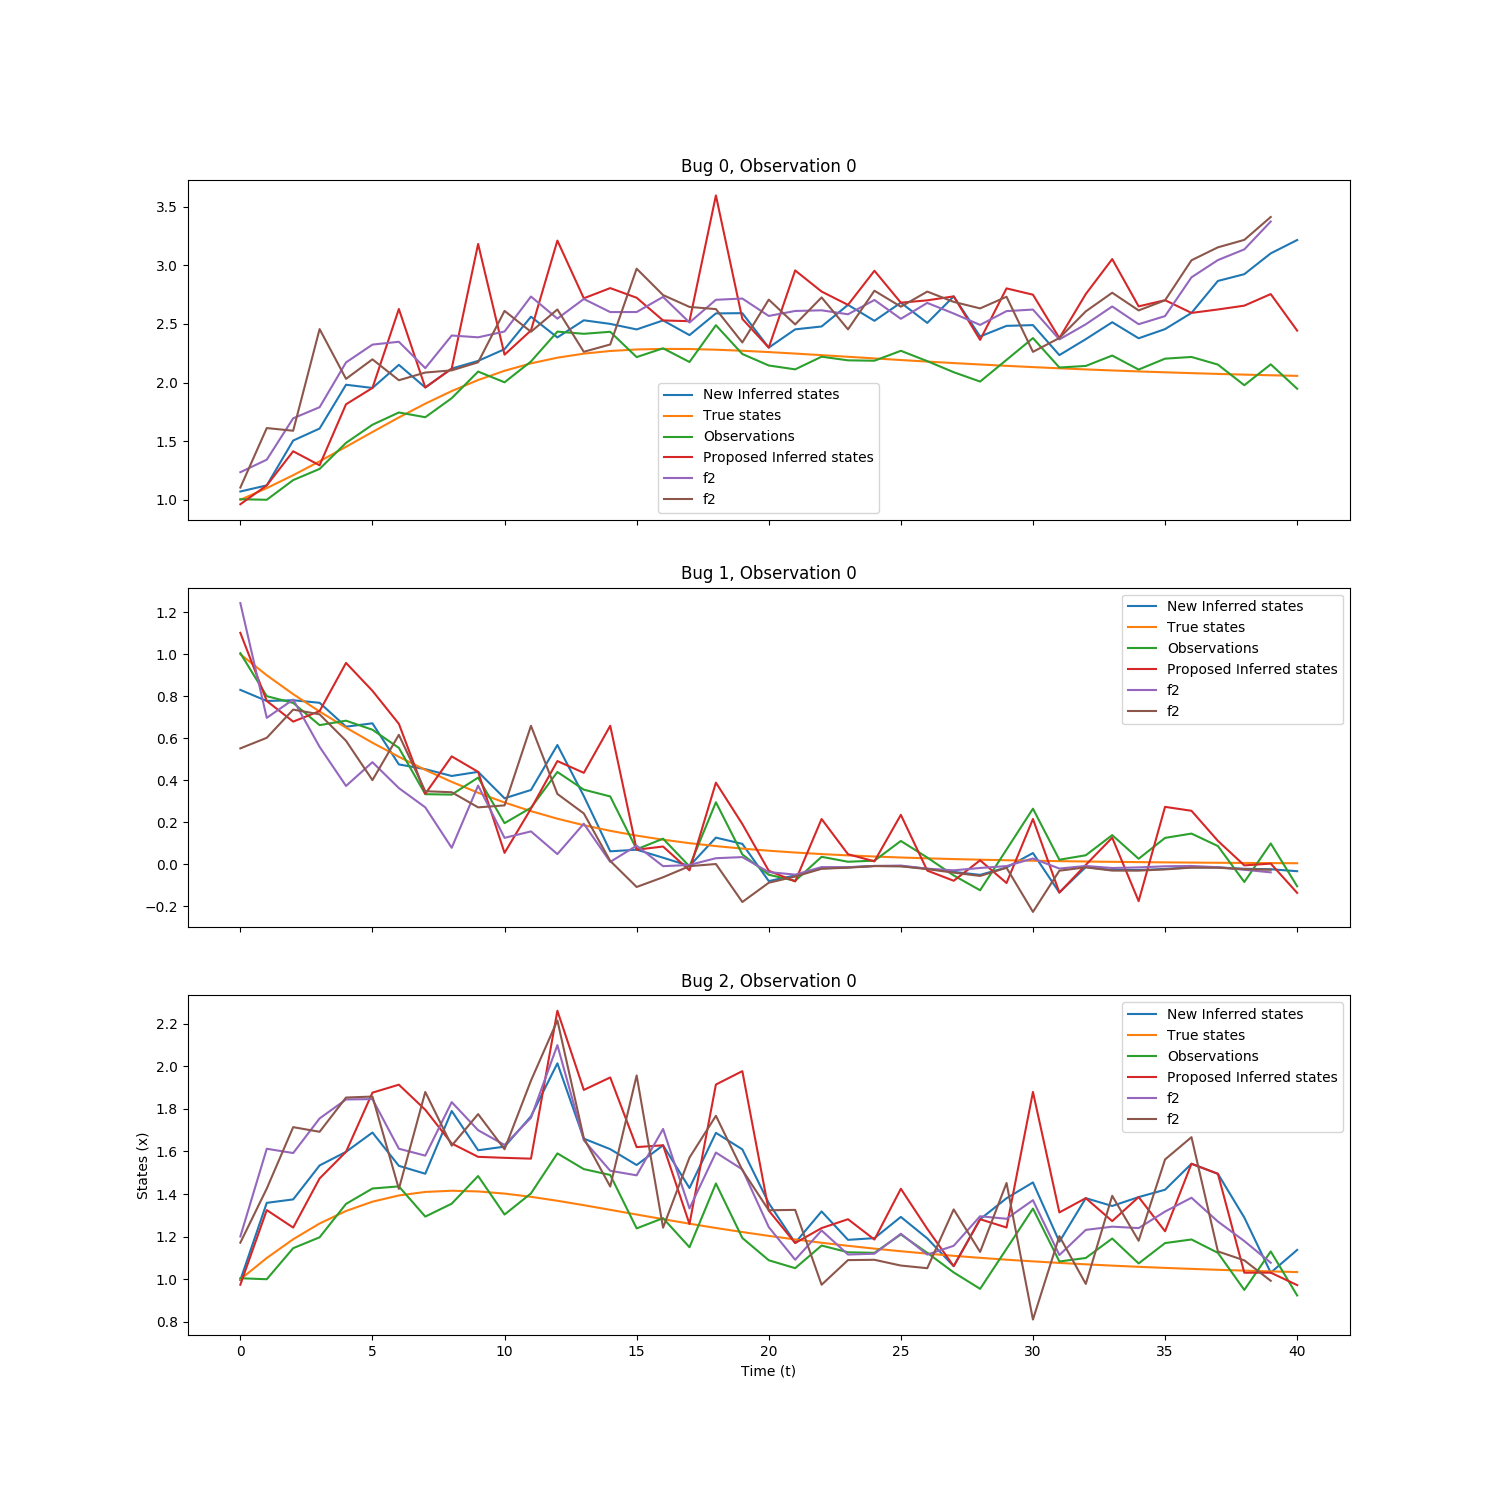 Bug 0, Observation 0
3.5
3.0
2.5
2.0
1.5
1.0
New Inferred states
True states
Observations
Proposed Inferred states
f2
f2
Bug 1, Observation 0
1.2
1.0
0.8
0.6
0.4
0.2
0.0
−0.2
New Inferred states
True states
Observations
Proposed Inferred states
f2
f2
Bug 2, Observation 0
States (x)
2.2
2.0
1.8
1.6
1.4
1.2
1.0
0.8
New Inferred states
True states
Observations
Proposed Inferred states
f2
f2
0 5 10 15 20 25 30 35 40
Time (t)